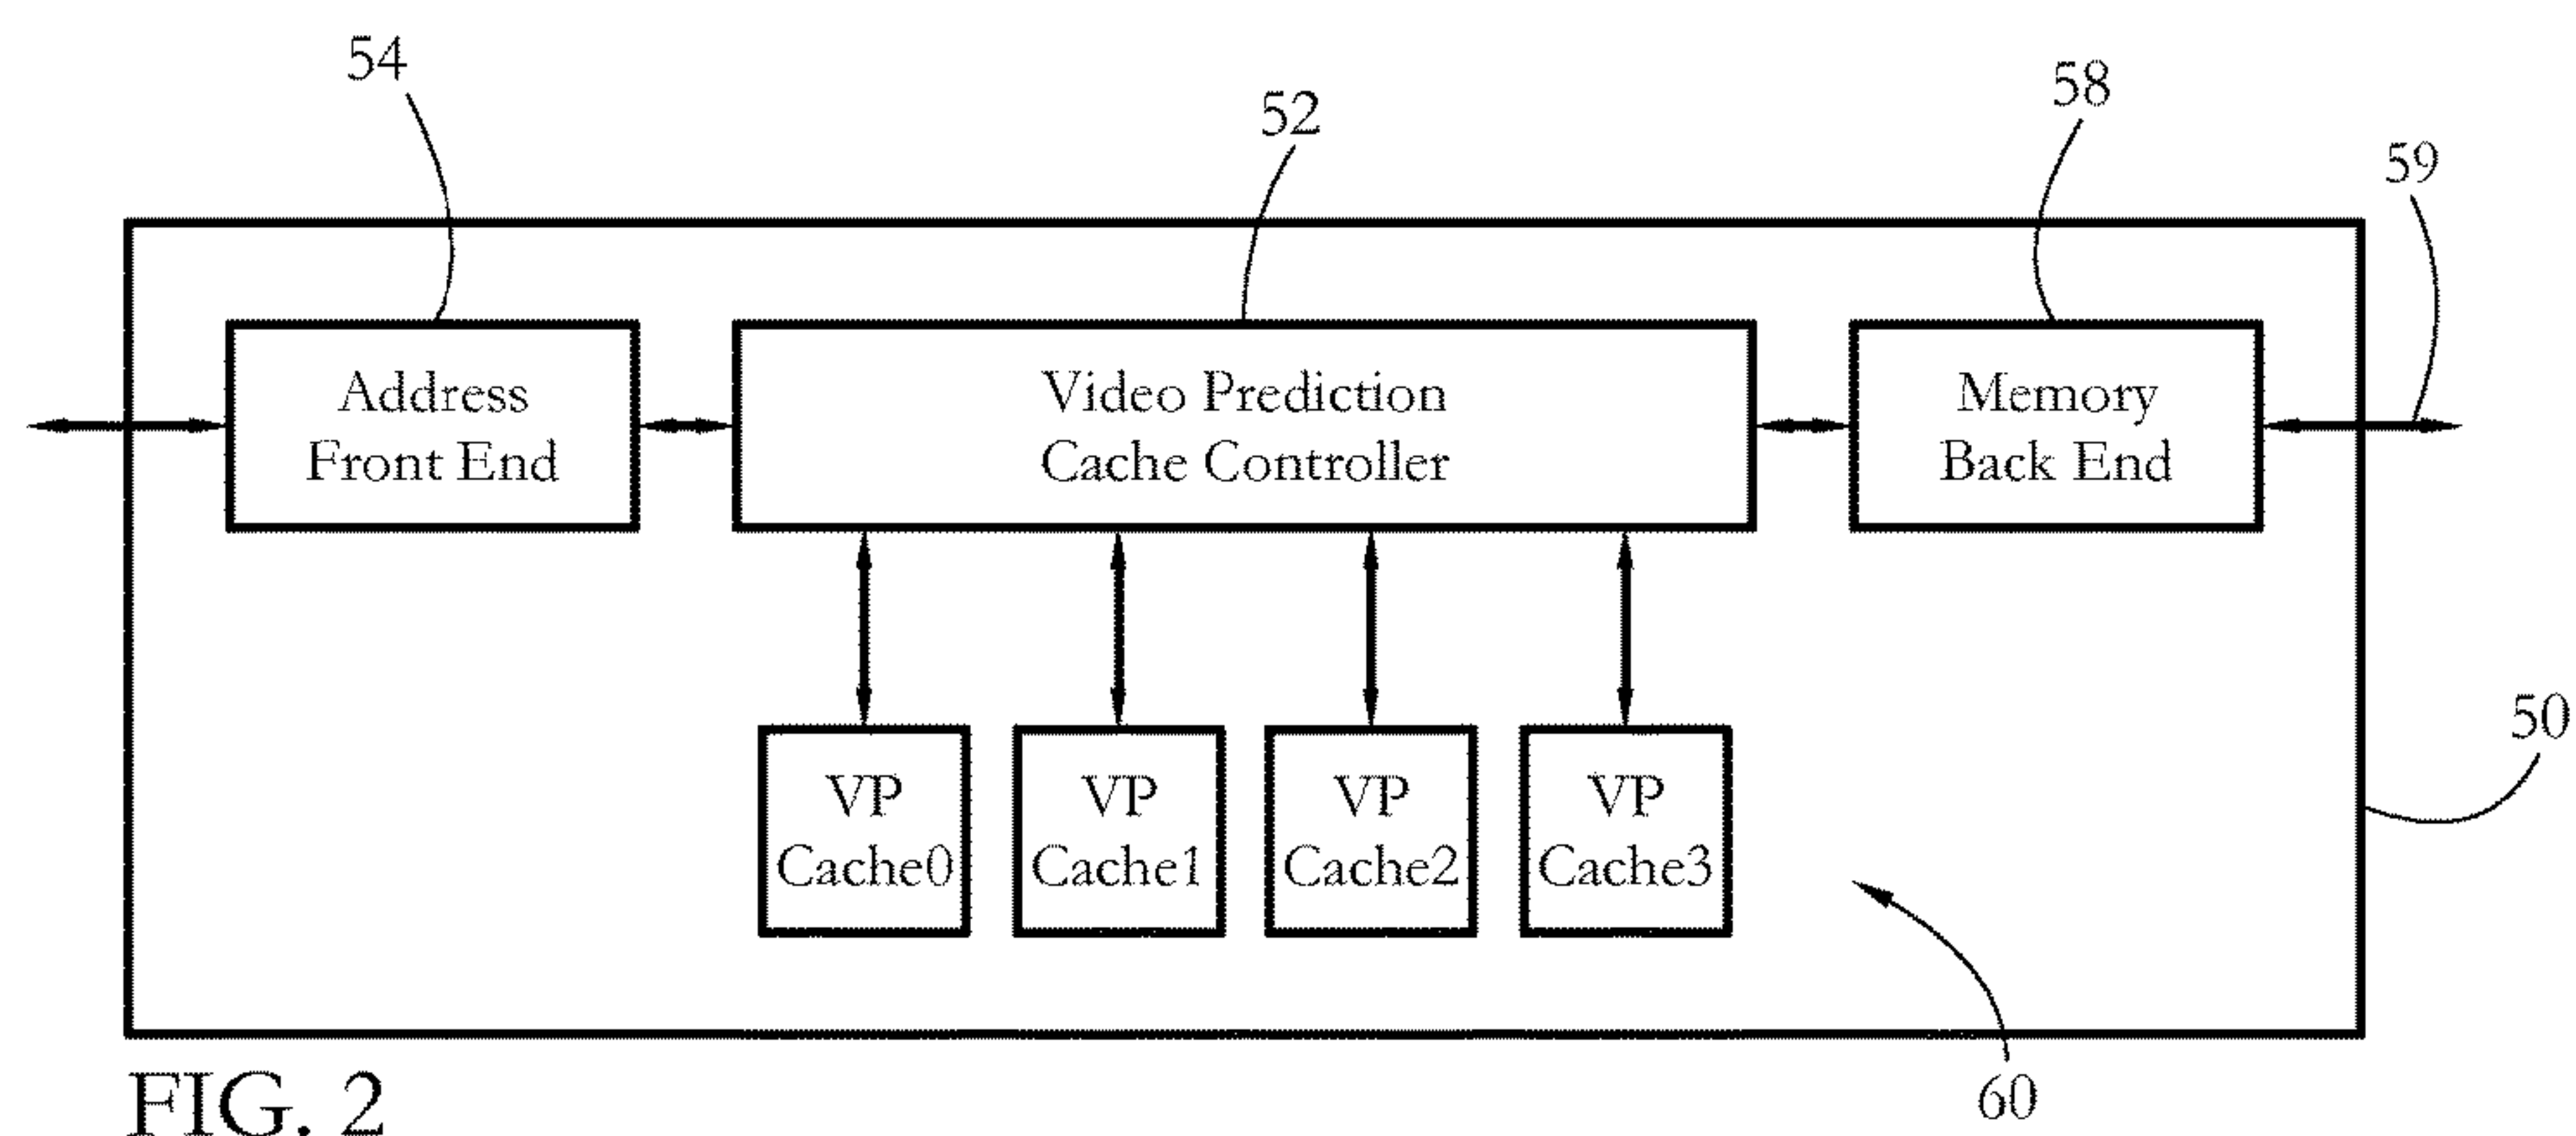 54
52
58
59
Address
Front End
Video Prediction
Cache Controller
Memory
Back End
50
VP
Cache0
VP
Cache1
VP
Cache2
VP
Cache3
60
FIG. 2